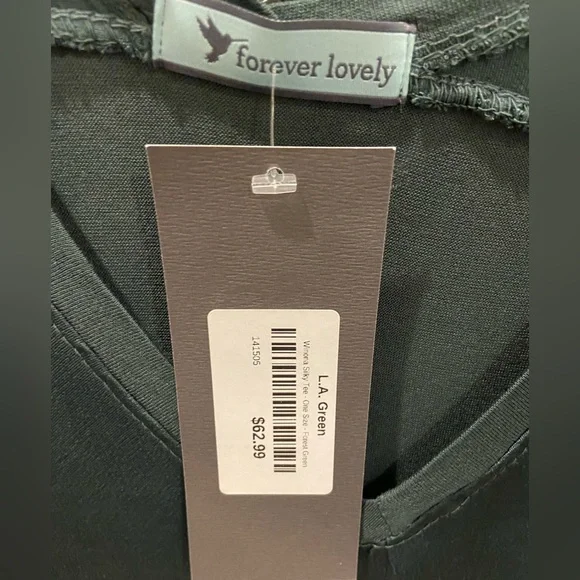 forever lovely
L.A. Green
Winona Silky Tee - One Size - Forest Green
141505
$62.99